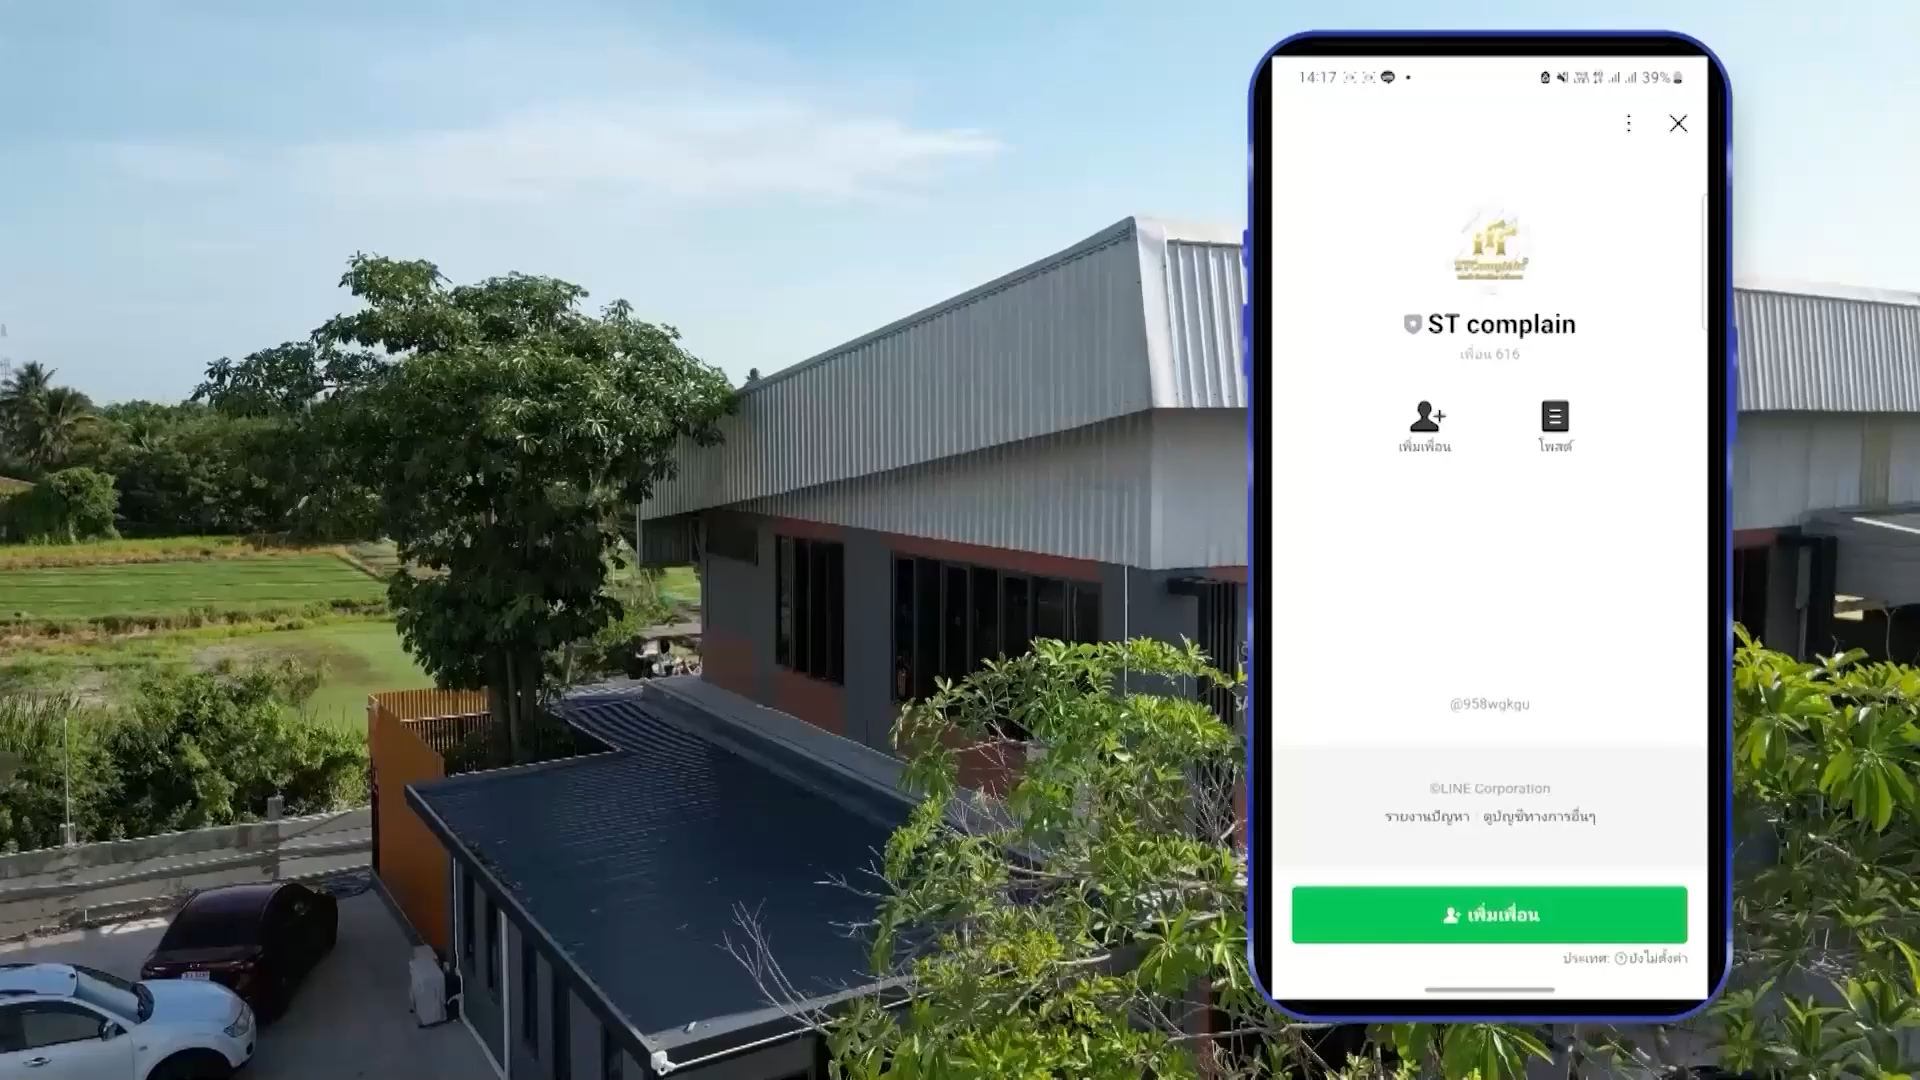 14:17
39%
STComplain
ST complain
เพื่อน 616
เพิ่มเพื่อน
โพสต์
@958wgkgu
©LINE Corporation
รายงานปัญหา
ดูบัญชีทางการอื่นๆ
เพิ่มเพื่อน
ประเทศ: ยังไม่ตั้งค่า